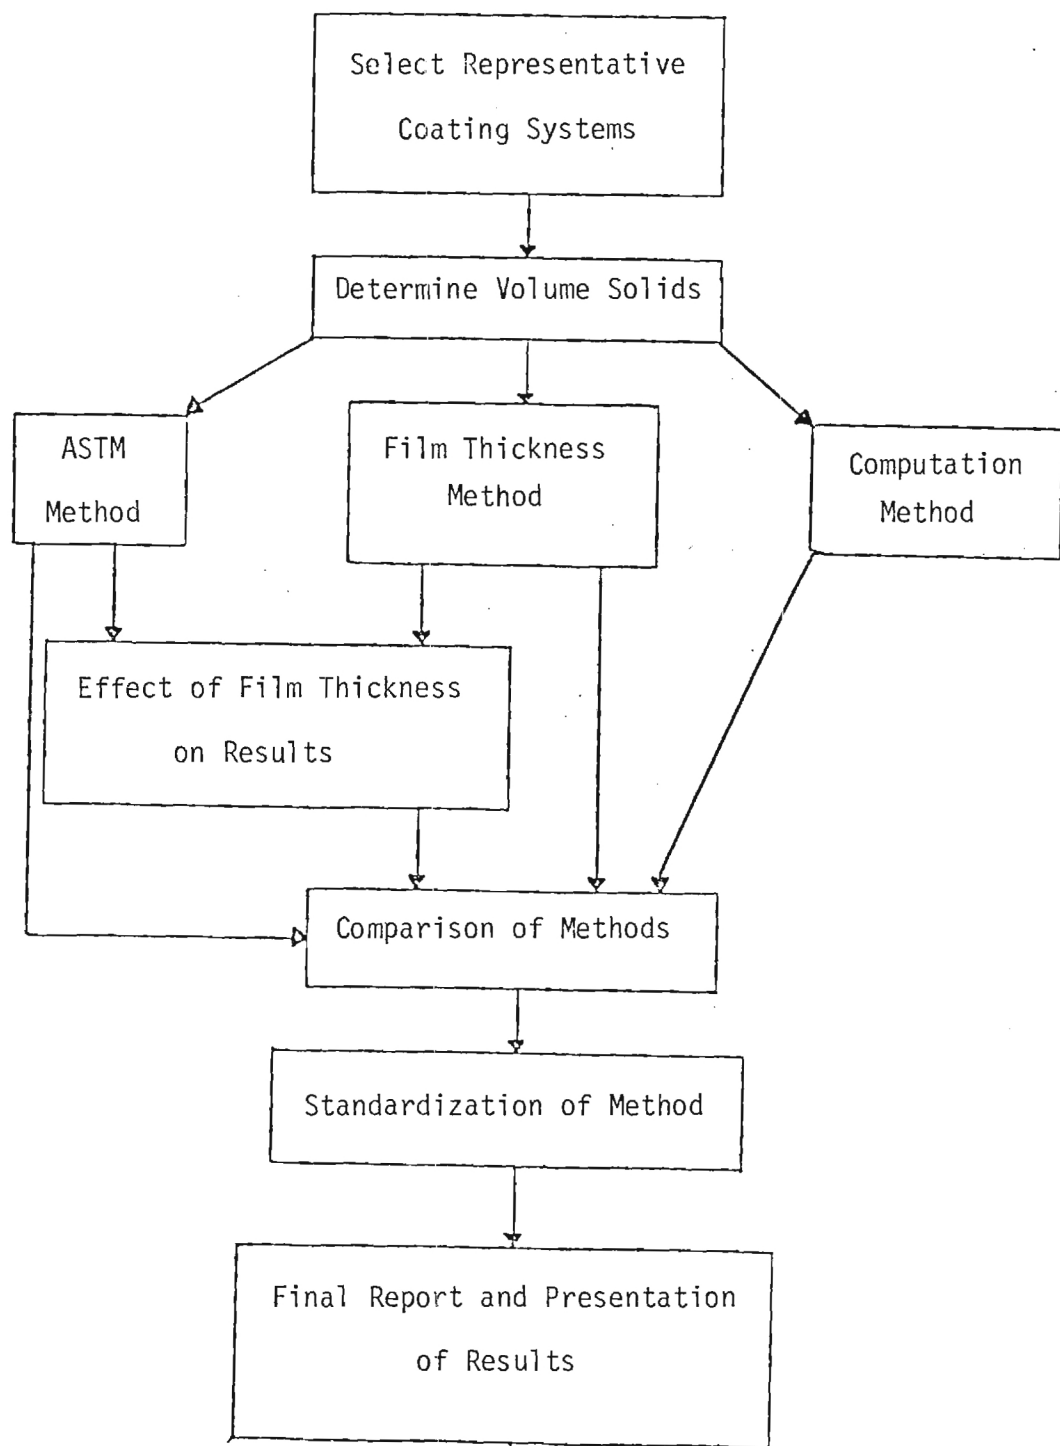 Select Representative
Coating Systems
Determine Volume Solids
ASTM
Method
Film Thickness
Method
Computation
Method
Effect of Film Thickness
on Results
Comparison of Methods
Standardization of Method
Final Report and Presentation
of Results